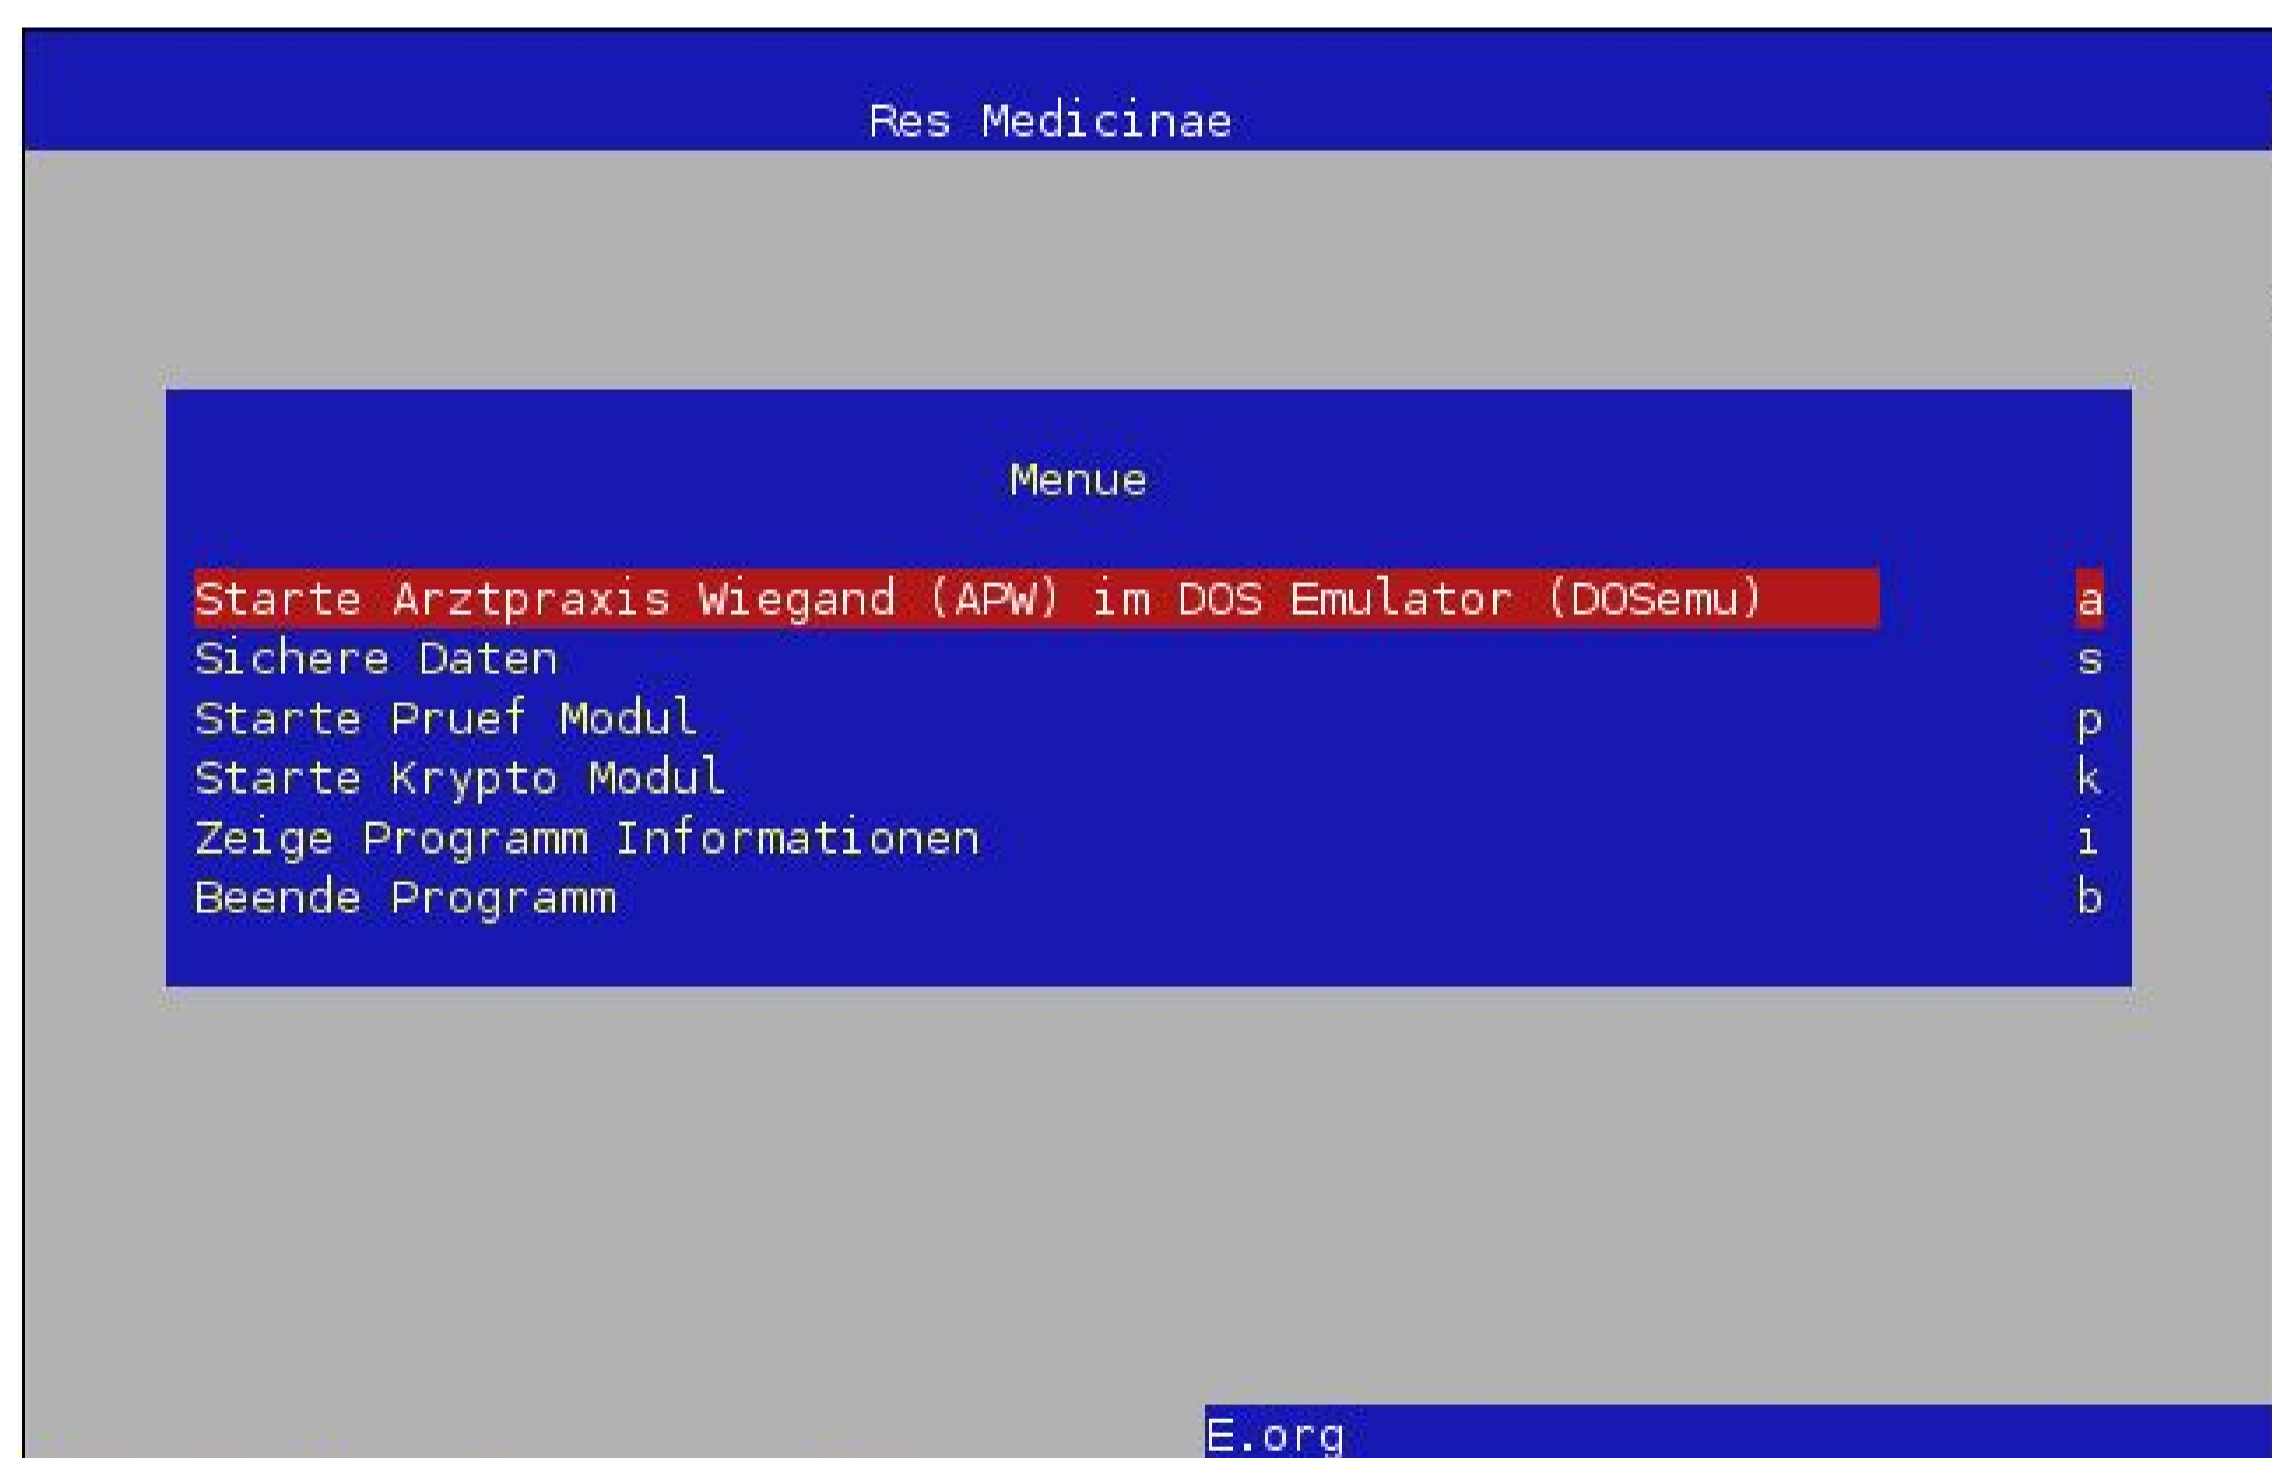 Res Medicinae
Menue
Starte Arztpraxis Wiegand (APW) im DOS Emulator (DOSemu) a
Sichere Daten s
Starte Pruef Modul p
Starte Krypto Modul k
Zeige Programm Informationen i
Beende Programm b
E.org